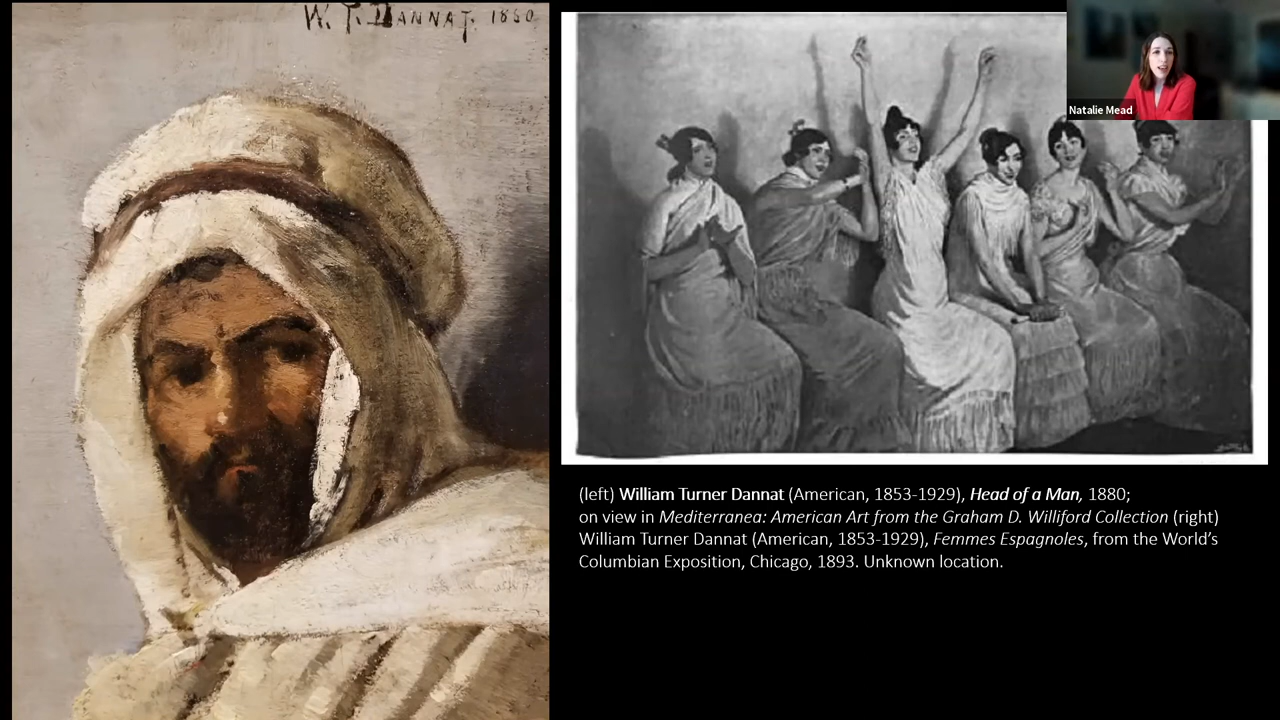 W. T. DANNAT. 1880
Natalie Mead
(left) William Turner Dannat (American, 1853-1929), Head of a Man, 1880;
on view in Mediterranea: American Art from the Graham D. Williford Collection (right)
William Turner Dannat (American, 1853-1929), Femmes Espagnoles, from the World’s
Columbian Exposition, Chicago, 1893. Unknown location.